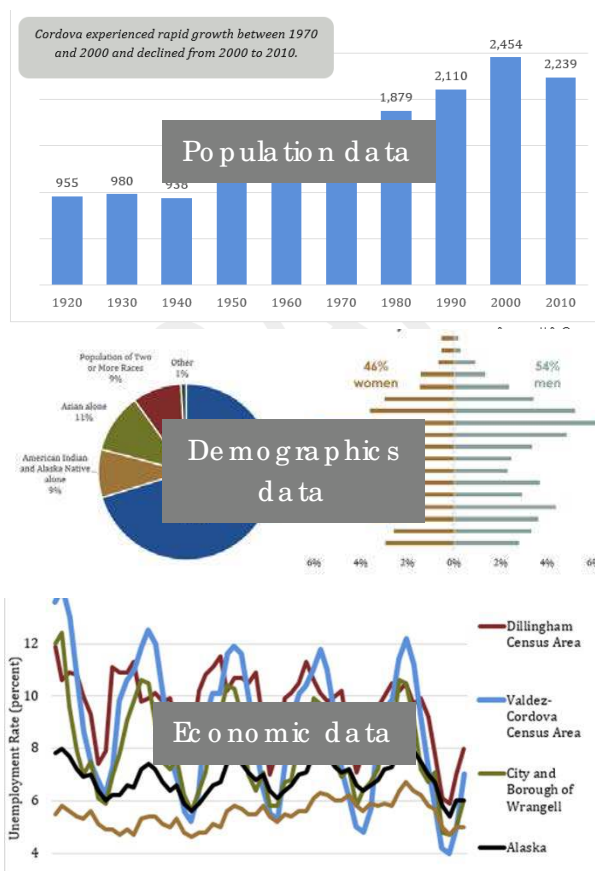 Cordova experienced rapid growth between 1970
and 2000 and declined from 2000 to 2010.
2,454
2,239
2,110
1,879
Population data
955
980
938
1920 1930 1940 1950 1960 1970 1980 1990 2000 2010
Population of Two
or More Races
9%
Other
1%
46%
women
54%
men
Asian alone
11%
American Indian
and Alaska Native
alone
9%
Demographics
data
6% 4% 2% 0% 2% 4%
Unemployment Rate (percent)
12
10
8
6
4
Economic data
Dillingham
Census Area
Valdez-
Cordova
Census Area
City and
Borough of
Wrangell
Alaska